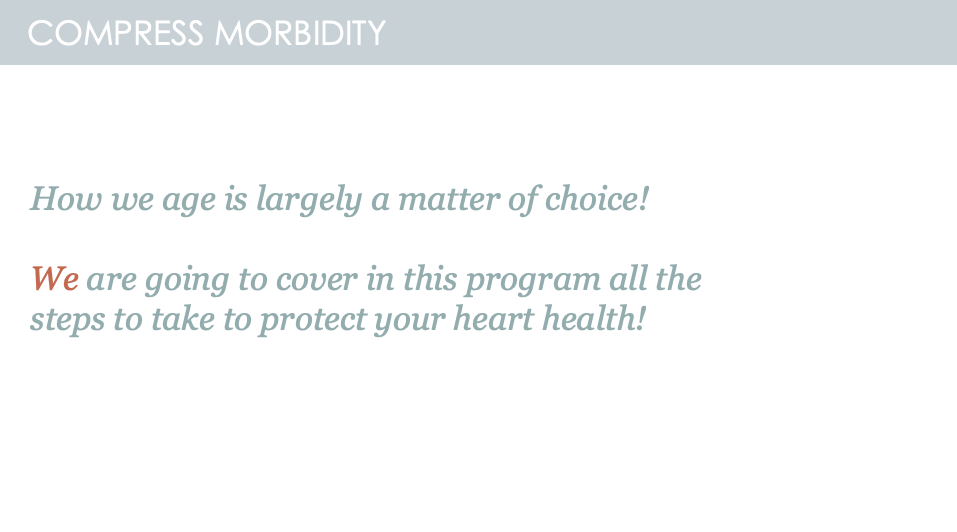 COMPRESS MORBIDITY
How we age is largely a matter of choice!
We are going to cover in this program all the
steps to take to protect your heart health!